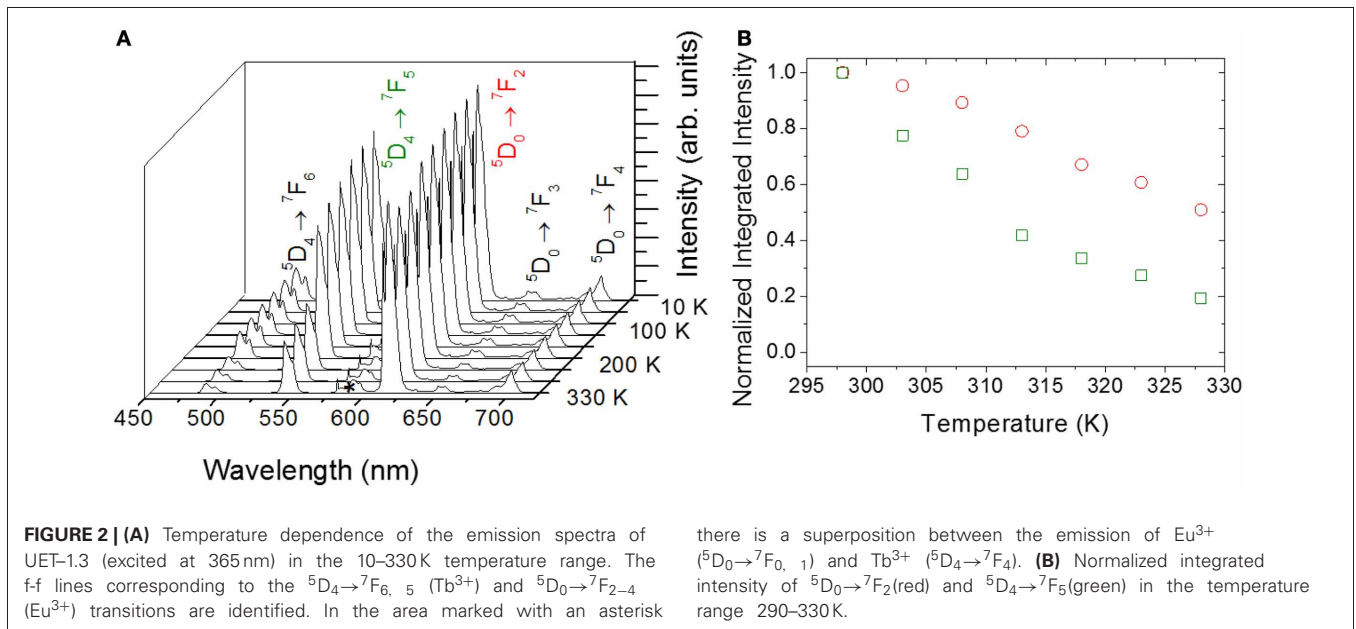 A
B
⁵D₄ → ⁷F₆
⁵D₄ → ⁷F₅
⁵D₀ → ⁷F₂
⁵D₀ → ⁷F₃
⁵D₀ → ⁷F₄
Intensity (arb. units)
10 K
100 K
200 K
330 K
*
450 500 550 600 650 700
Wavelength (nm)
Normalized Integrated Intensity
1.0
0.8
0.6
0.4
0.2
0.0
295 300 305 310 315 320 325 330
Temperature (K)
FIGURE 2 | (A) Temperature dependence of the emission spectra of
UET–1.3 (excited at 365 nm) in the 10–330 K temperature range. The
f-f lines corresponding to the ⁵D₄→⁷F₆, ₅ (Tb³⁺) and ⁵D₀→⁷F₂₋₄
(Eu³⁺) transitions are identified. In the area marked with an asterisk
there is a superposition between the emission of Eu³⁺
(⁵D₀→⁷F₀, ₁) and Tb³⁺ (⁵D₄→⁷F₄). (B) Normalized integrated
intensity of ⁵D₀→⁷F₂(red) and ⁵D₄→⁷F₅(green) in the temperature
range 290–330 K.